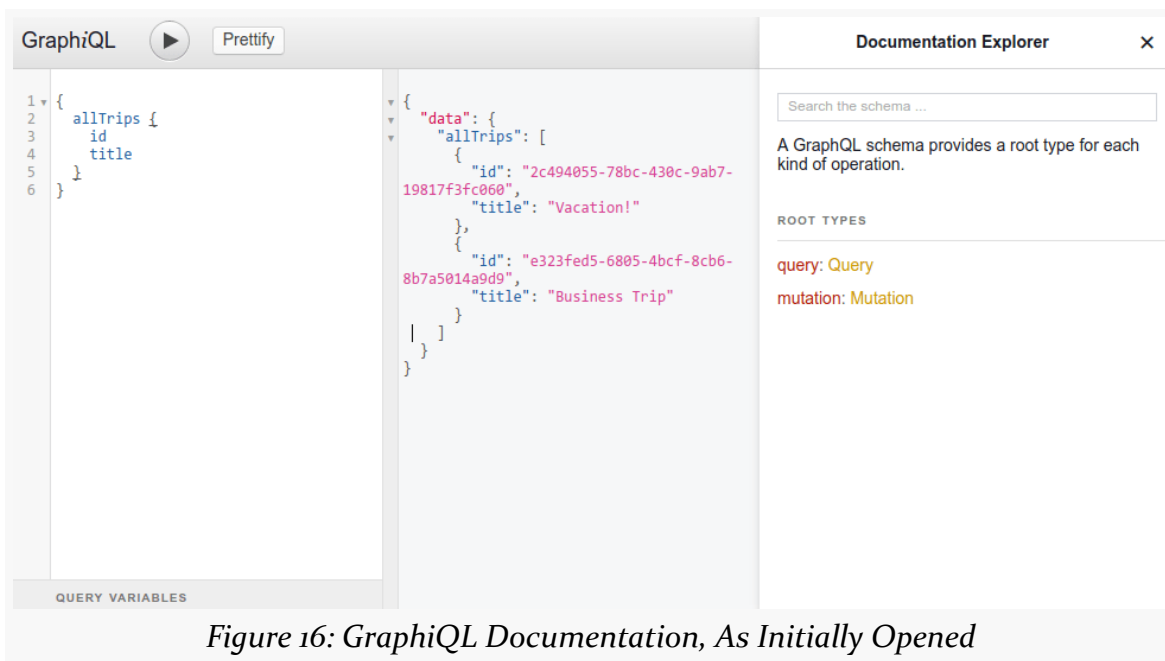 GraphiQL
Prettify
1 {
2 allTrips {
3 id
4 title
5 }
6 }
QUERY VARIABLES
{
"data": {
"allTrips": [
{
"id": "2c494055-78bc-430c-9ab7-
19817f3fc060",
"title": "Vacation!"
},
{
"id": "e323fed5-6805-4bcf-8cb6-
8b7a5014a9d9",
"title": "Business Trip"
}
]
}
}
Documentation Explorer
Search the schema ...
A GraphQL schema provides a root type for each
kind of operation.
ROOT TYPES
query: Query
mutation: Mutation
Figure 16: GraphiQL Documentation, As Initially Opened